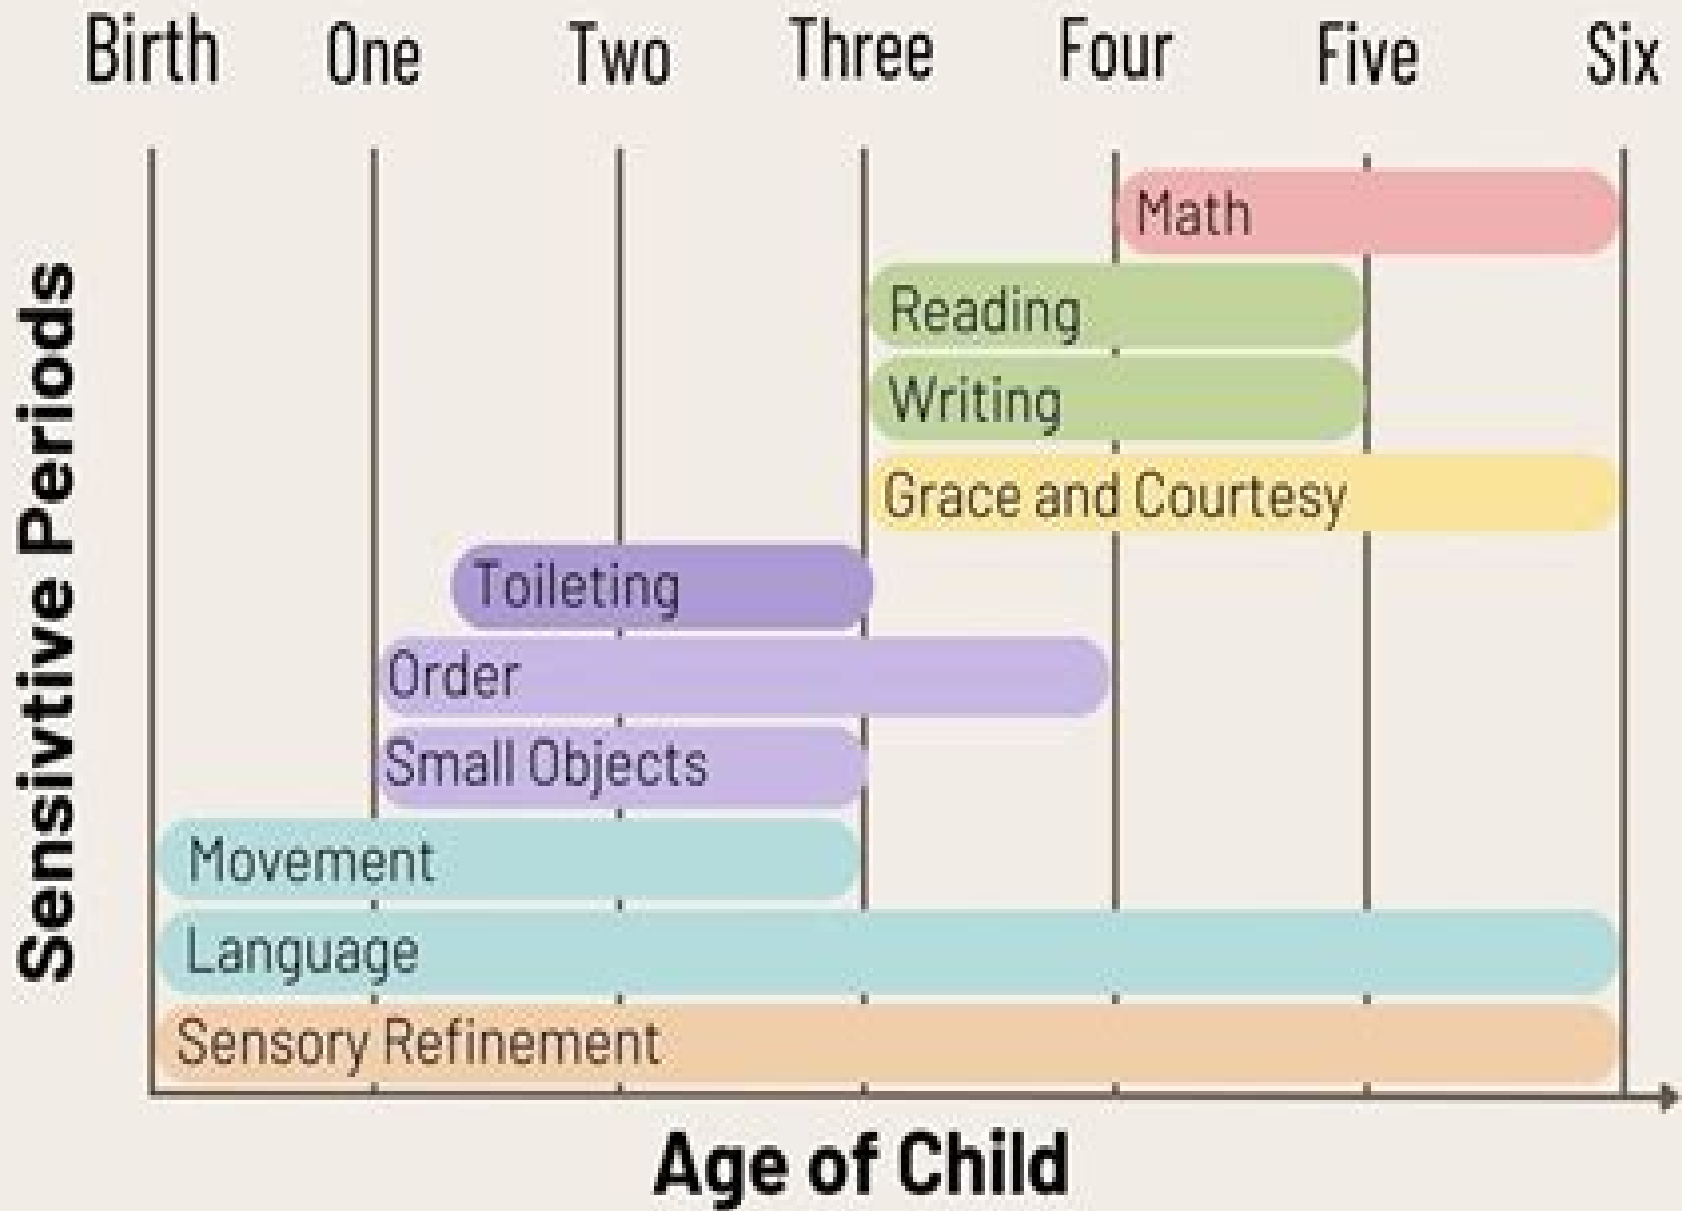 Birth One Two Three Four Five Six
Sensivtive Periods
Math
Reading
Writing
Grace and Courtesy
Toileting
Order
Small Objects
Movement
Language
Sensory Refinement
Age of Child